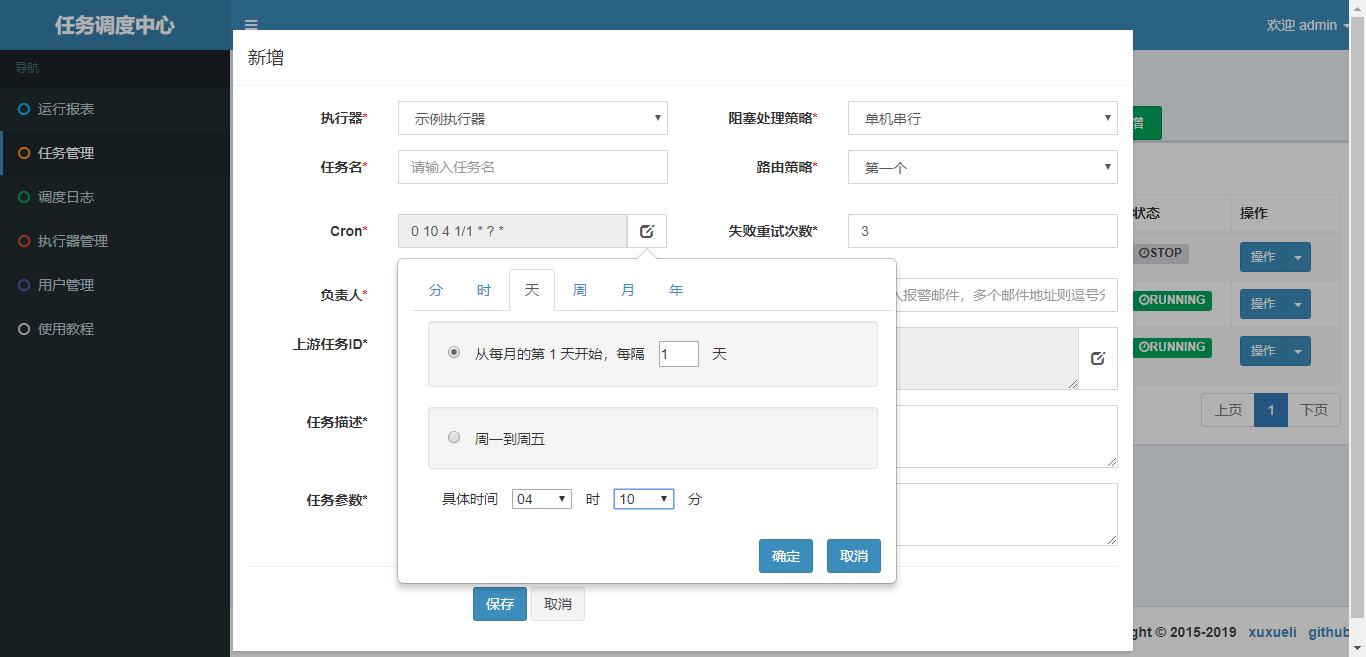 任务调度中心
欢迎 admin
导航
运行报表
任务管理
调度日志
执行器管理
用户管理
使用教程
新增
执行器* 示例执行器 阻塞处理策略* 单机串行
任务名* 请输入任务名 路由策略* 第一个
Cron* 0 10 4 1/1 * ? * 失败重试次数* 3
负责人* 报警邮件，多个邮件地址则逗号分
上游任务ID*
任务描述*
任务参数*
分 时 天 周 月 年
从每月的第 1 天开始，每隔 1 天
周一到周五
具体时间 04 时 10 分
确定 取消
保存 取消
增
状态 操作
STOP 操作
RUNNING 操作
RUNNING 操作
上页 1 下页
ght © 2015-2019 xuxueli github